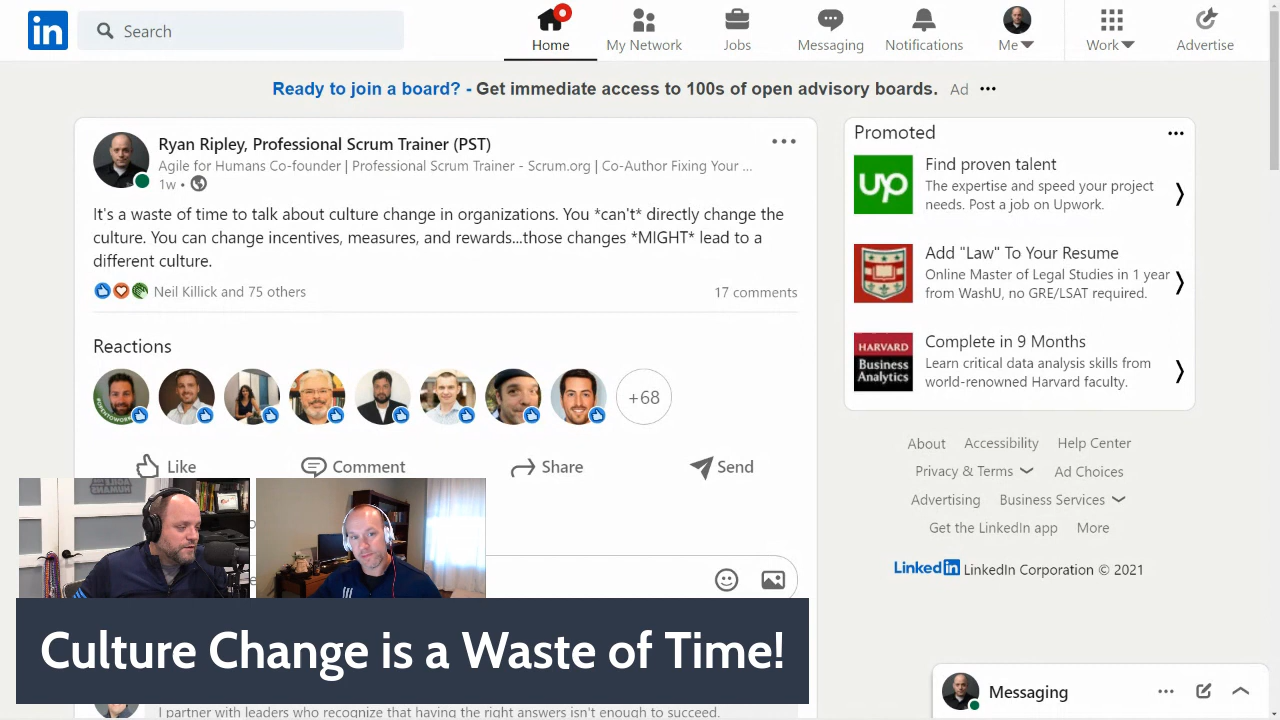 in
Search
Home
My Network
Jobs
Messaging
Notifications
Me
Work
Advertise
Ready to join a board? - Get immediate access to 100s of open advisory boards. Ad •••
Ryan Ripley, Professional Scrum Trainer (PST)
Agile for Humans Co-founder | Professional Scrum Trainer - Scrum.org | Co-Author Fixing Your ...
1w •
It's a waste of time to talk about culture change in organizations. You *can't* directly change the
culture. You can change incentives, measures, and rewards...those changes *MIGHT* lead to a
different culture.
Neil Killick and 75 others
17 comments
Reactions
#OPENTOWORK
+68
Like
Comment
Share
Send
Promoted
up
Find proven talent
The expertise and speed your project
needs. Post a job on Upwork.
Add "Law" To Your Resume
Online Master of Legal Studies in 1 year
from WashU, no GRE/LSAT required.
HARVARD
Business
Analytics
Complete in 9 Months
Learn critical data analysis skills from
world-renowned Harvard faculty.
About
Accessibility
Help Center
Privacy & Terms
Ad Choices
Advertising
Business Services
Get the LinkedIn app
More
LinkedIn LinkedIn Corporation © 2021
Culture Change is a Waste of Time!
Messaging
I partner with leaders who recognize that having the right answers isn't enough to succeed.